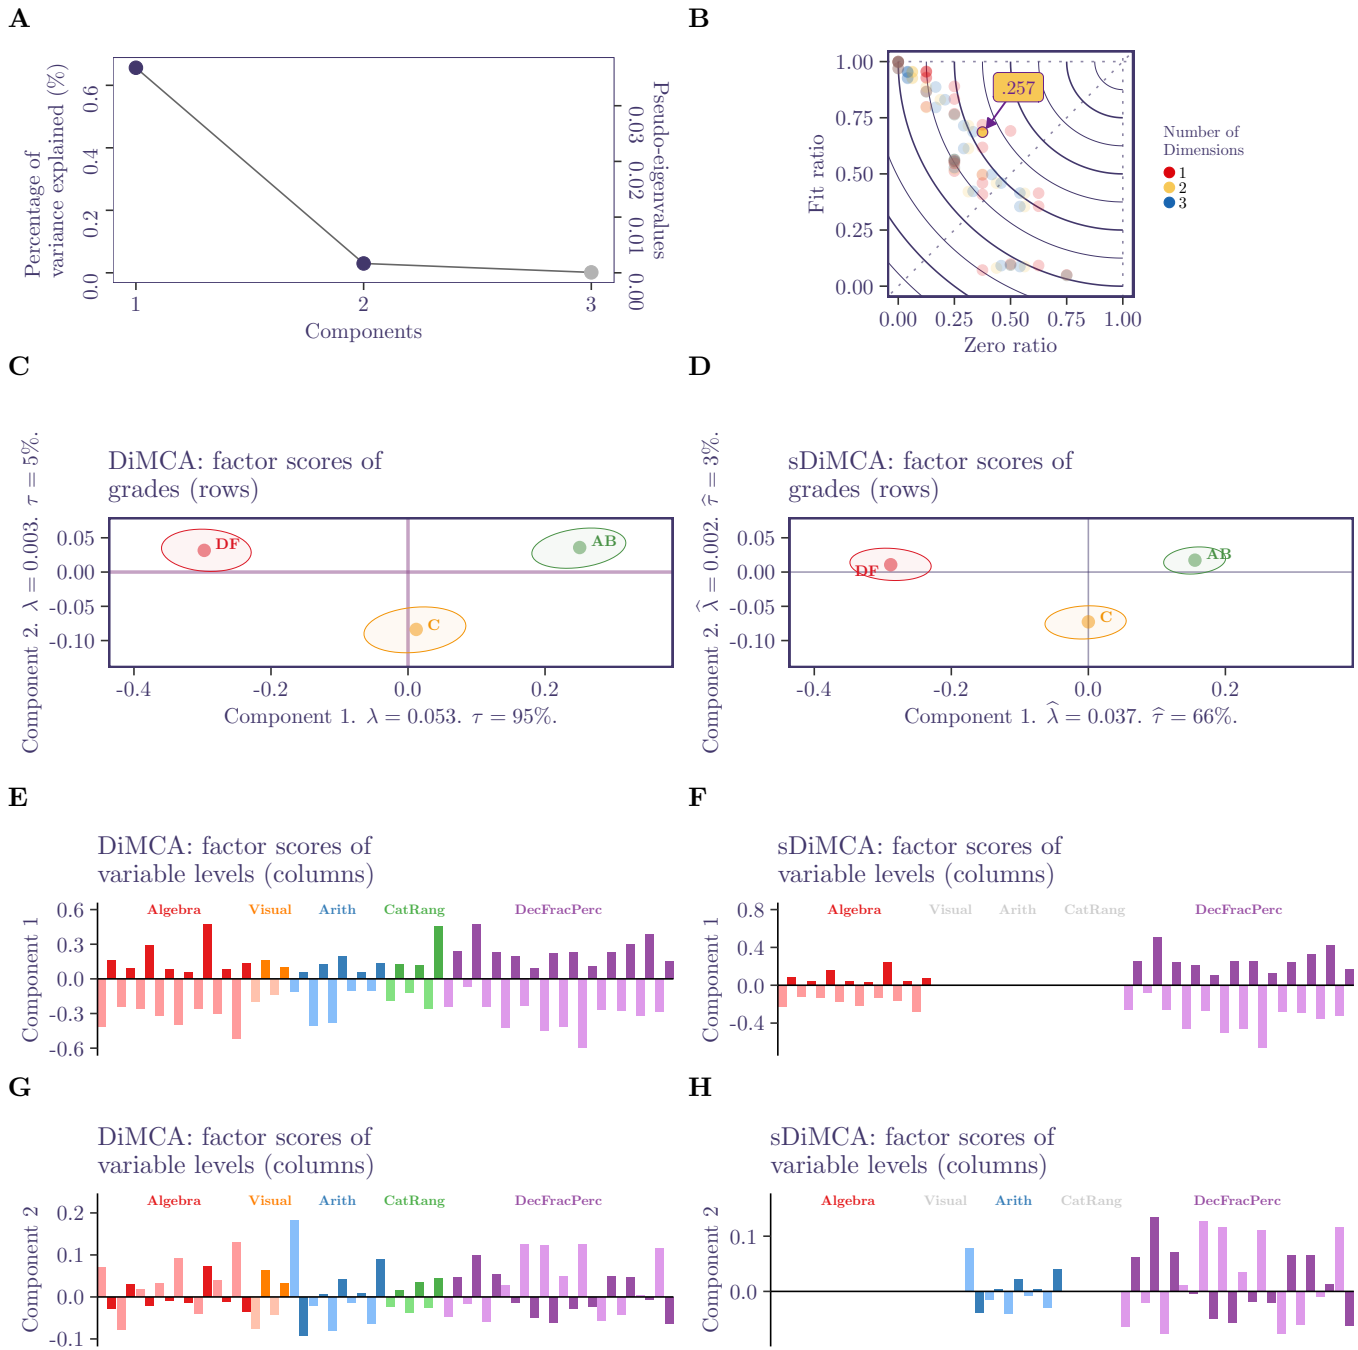 A
Percentage of
variance explained (%)
0.0
0.2
0.4
0.6
Pseudo-eigenvalues
0.00
0.01
0.02
0.03
1
2
3
Components
B
Fit ratio
1.00
0.75
0.50
0.25
0.00
.257
0.00
0.25
0.50
0.75
1.00
Zero ratio
Number of
Dimensions
1
2
3
C
DiMCA: factor scores of
grades (rows)
Component 2. λ = 0.003. τ = 5%.
0.05
0.00
-0.05
-0.10
DF
AB
C
-0.4
-0.2
0.0
0.2
Component 1. λ = 0.053. τ = 95%.
D
sDiMCA: factor scores of
grades (rows)
Component 2. λ̂ = 0.002. τ̂ = 3%.
0.05
0.00
-0.05
-0.10
DF
AB
C
-0.4
-0.2
0.0
0.2
Component 1. λ̂ = 0.037. τ̂ = 66%.
E
DiMCA: factor scores of
variable levels (columns)
Component 1
0.6
0.3
0.0
-0.3
-0.6
Algebra Visual Arith CatRang DecFracPerc
F
sDiMCA: factor scores of
variable levels (columns)
Component 1
0.8
0.4
0.0
-0.4
Algebra Visual Arith CatRang DecFracPerc
G
DiMCA: factor scores of
variable levels (columns)
Component 2
0.2
0.1
0.0
-0.1
Algebra Visual Arith CatRang DecFracPerc
H
sDiMCA: factor scores of
variable levels (columns)
Component 2
0.1
0.0
Algebra Visual Arith CatRang DecFracPerc